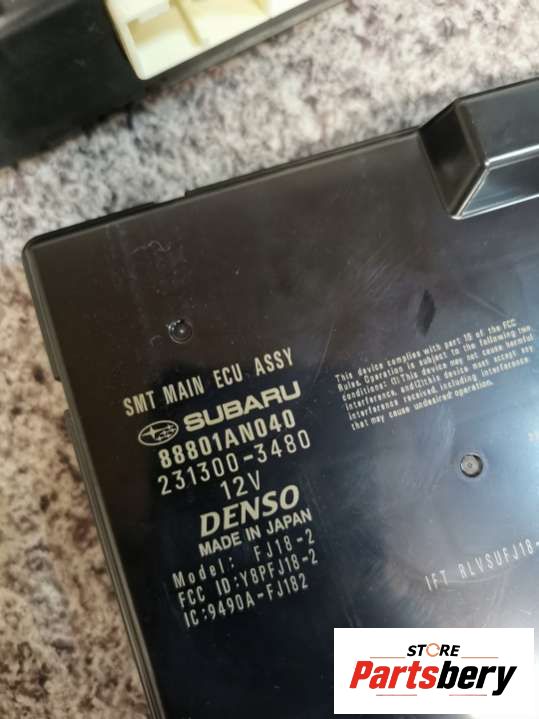 SMT MAIN ECU ASSY
SUBARU
88801AN040
231300-3480
12V
DENSO
MADE IN JAPAN
Model: FJ18-2
FCC ID:Y8PFJ18-2
IC:9490A-FJ182
This device complies with part 15 of the FCC
Rules. Operation is subject to the following two
conditions: (1)This device may not cause harmful
interference, and(2)this device must accept any
interference received, including interference
that may cause undesired operation.
IFT RLVSUFJ18-
STORE
Partsbery